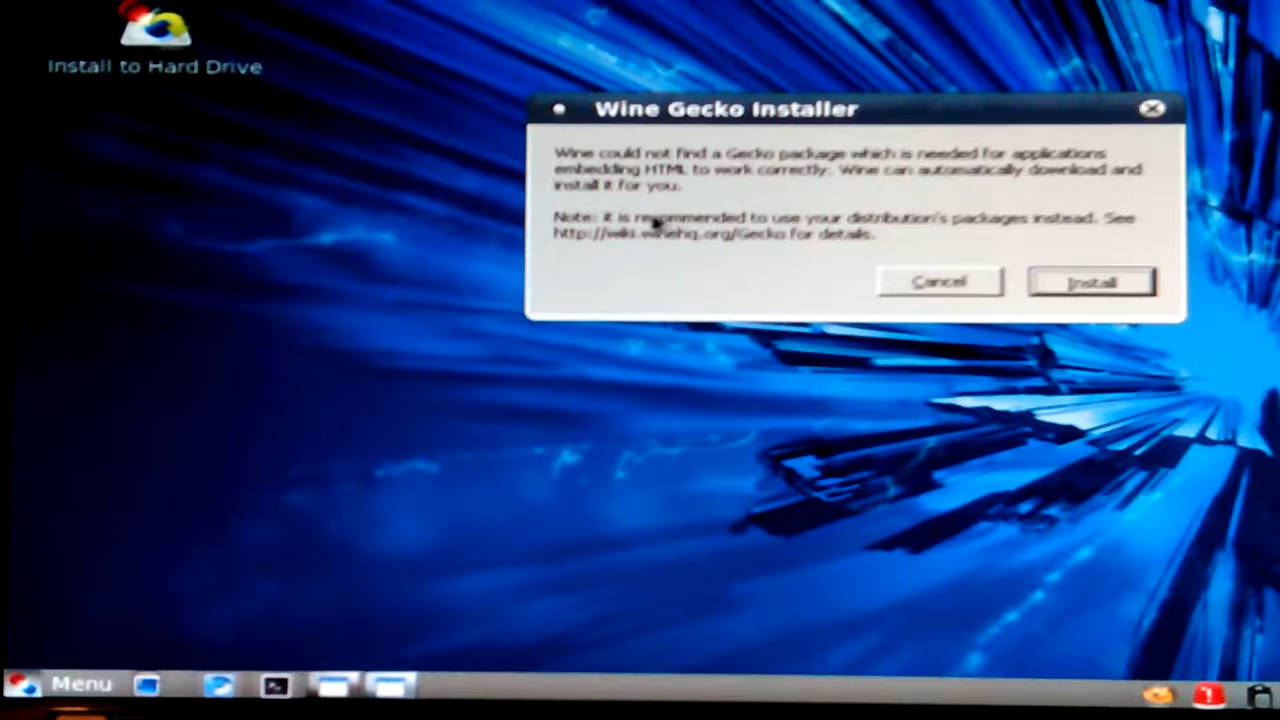 Install to Hard Drive
Wine Gecko Installer
Wine could not find a Gecko package which is needed for applications
embedding HTML to work correctly. Wine can automatically download and
install it for you.
Note: it is recommended to use your distribution's packages instead. See
http://wiki.winehq.org/Gecko for details.
Cancel
Install
Menu